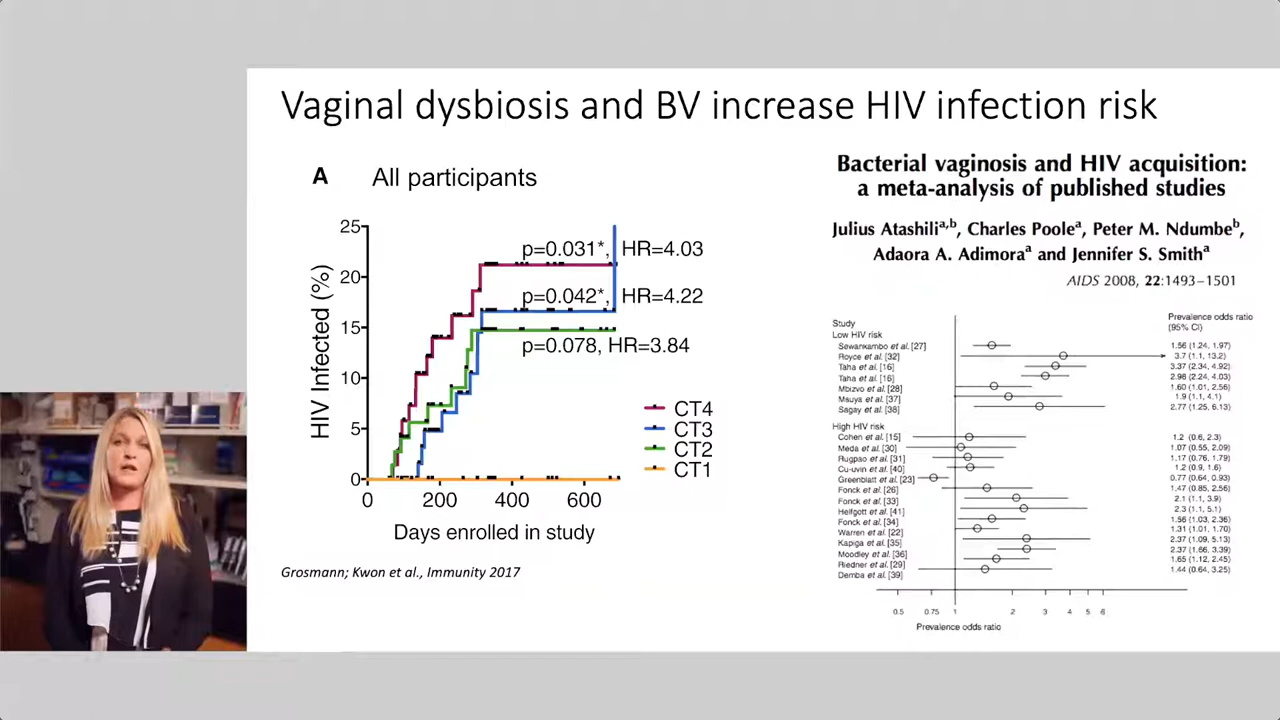 Vaginal dysbiosis and BV increase HIV infection risk
A
All participants
25
20
15
10
5
0
HIV Infected (%)
p=0.031*, HR=4.03
p=0.042*, HR=4.22
p=0.078, HR=3.84
CT4
CT3
CT2
CT1
0
200
400
600
Days enrolled in study
Grosmann; Kwon et al., Immunity 2017
Bacterial vaginosis and HIV acquisition:
a meta-analysis of published studies
Julius Atashili^a,b, Charles Poole^a, Peter M. Ndumbe^b,
Adaora A. Adimora^a and Jennifer S. Smith^a
AIDS 2008, 22:1493–1501
Study
Prevalence odds ratio
(95% CI)
Low HIV risk
Sewankambo et al. [27] 1.56 (1.24, 1.97)
Royce et al. [32] 3.7 (1.1, 13.2)
Taha et al. [16] 3.37 (2.34, 4.92)
Taha et al. [16] 2.98 (2.24, 4.03)
Mbizvo et al. [28] 1.60 (1.01, 2.56)
Msuya et al. [37] 1.9 (1.1, 4.1)
Sagay et al. [38] 2.77 (1.25, 6.13)
High HIV risk
Cohen et al. [15] 1.2 (0.6, 2.3)
Meda et al. [30] 1.07 (0.55, 2.09)
Rugpao et al. [31] 1.17 (0.76, 1.79)
Cu-uvin et al. [40] 1.2 (0.9, 1.6)
Greenblatt et al. [23] 0.77 (0.64, 0.93)
Fonck et al. [26] 1.47 (0.85, 2.56)
Fonck et al. [33] 2.1 (1.1, 3.9)
Helfgott et al. [41] 2.3 (1.1, 5.1)
Fonck et al. [34] 1.56 (1.03, 2.36)
Warren et al. [22] 1.31 (1.01, 1.70)
Kapiga et al. [35] 2.37 (1.09, 5.13)
Moodley et al. [36] 2.37 (1.66, 3.39)
Riedner et al. [29] 1.65 (1.12, 2.45)
Demba et al. [39] 1.44 (0.64, 3.25)
0.5 0.75 1 2 3 4 5 6
Prevalence odds ratio